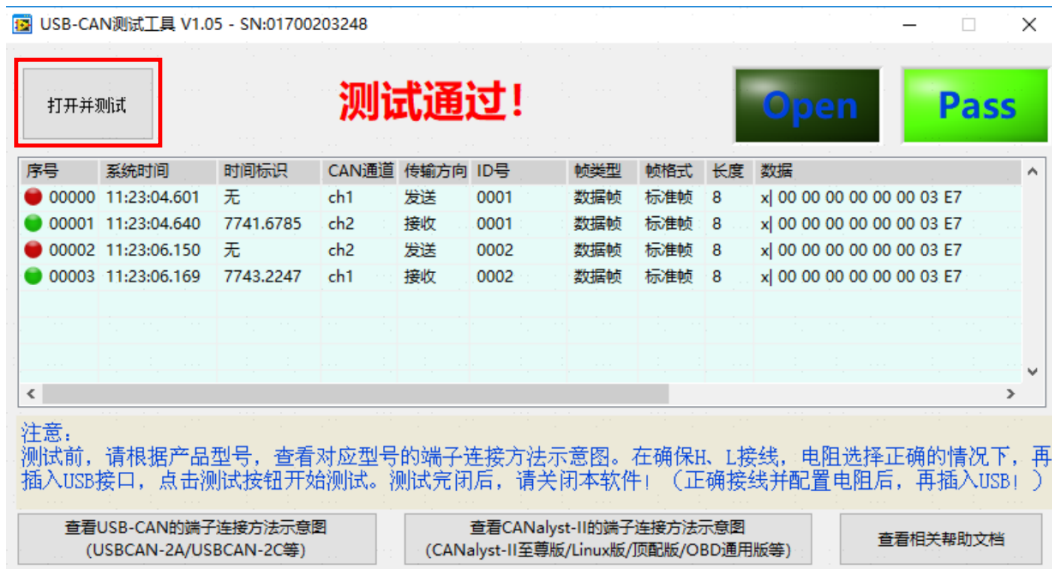 USB-CAN测试工具 V1.05 - SN:01700203248
打开并测试
测试通过!
Open
Pass
序号 系统时间 时间标识 CAN通道 传输方向 ID号 帧类型 帧格式 长度 数据
00000 11:23:04.601 无 ch1 发送 0001 数据帧 标准帧 8 x| 00 00 00 00 00 00 03 E7
00001 11:23:04.640 7741.6785 ch2 接收 0001 数据帧 标准帧 8 x| 00 00 00 00 00 00 03 E7
00002 11:23:06.150 无 ch2 发送 0002 数据帧 标准帧 8 x| 00 00 00 00 00 00 03 E7
00003 11:23:06.169 7743.2247 ch1 接收 0002 数据帧 标准帧 8 x| 00 00 00 00 00 00 03 E7
注意:
测试前,请根据产品型号,查看对应型号的端子连接方法示意图。在确保H、L接线,电阻选择正确的情况下,再
插入USB接口,点击测试按钮开始测试。测试完闭后,请关闭本软件!(正确接线并配置电阻后,再插入USB!)
查看USB-CAN的端子连接方法示意图
(USBCAN-2A/USBCAN-2C等)
查看CANalyst-II的端子连接方法示意图
(CANalyst-II至尊版/Linux版/顶配版/OBD通用版等)
查看相关帮助文档